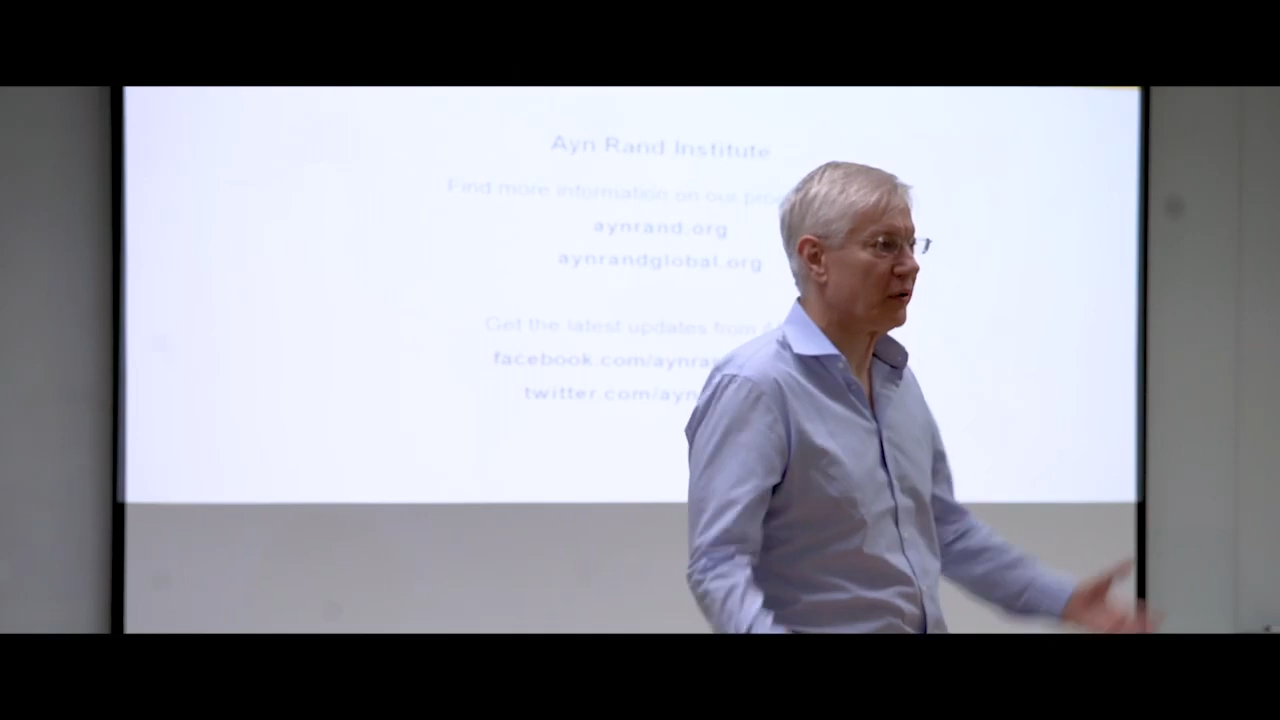 Ayn Rand Institute
Find more information on our
aynrand.org
aynrandglobal.org
Get the latest updates from
facebook.com/aynra
twitter.com/ayn